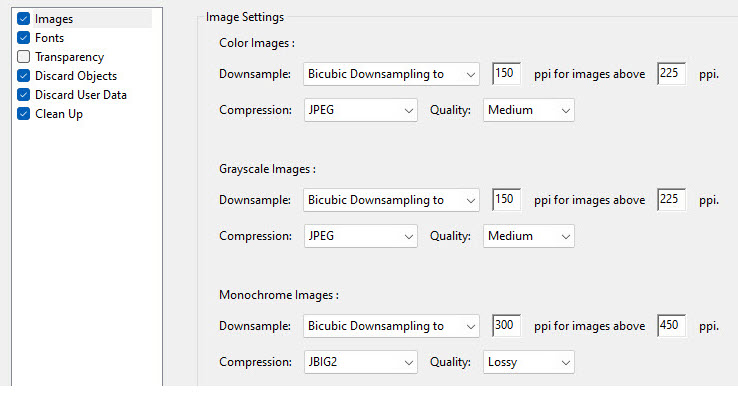 Images
Fonts
Transparency
Discard Objects
Discard User Data
Clean Up
Image Settings
Color Images :
Downsample: Bicubic Downsampling to 150 ppi for images above 225 ppi.
Compression: JPEG Quality: Medium
Grayscale Images :
Downsample: Bicubic Downsampling to 150 ppi for images above 225 ppi.
Compression: JPEG Quality: Medium
Monochrome Images :
Downsample: Bicubic Downsampling to 300 ppi for images above 450 ppi.
Compression: JBIG2 Quality: Lossy